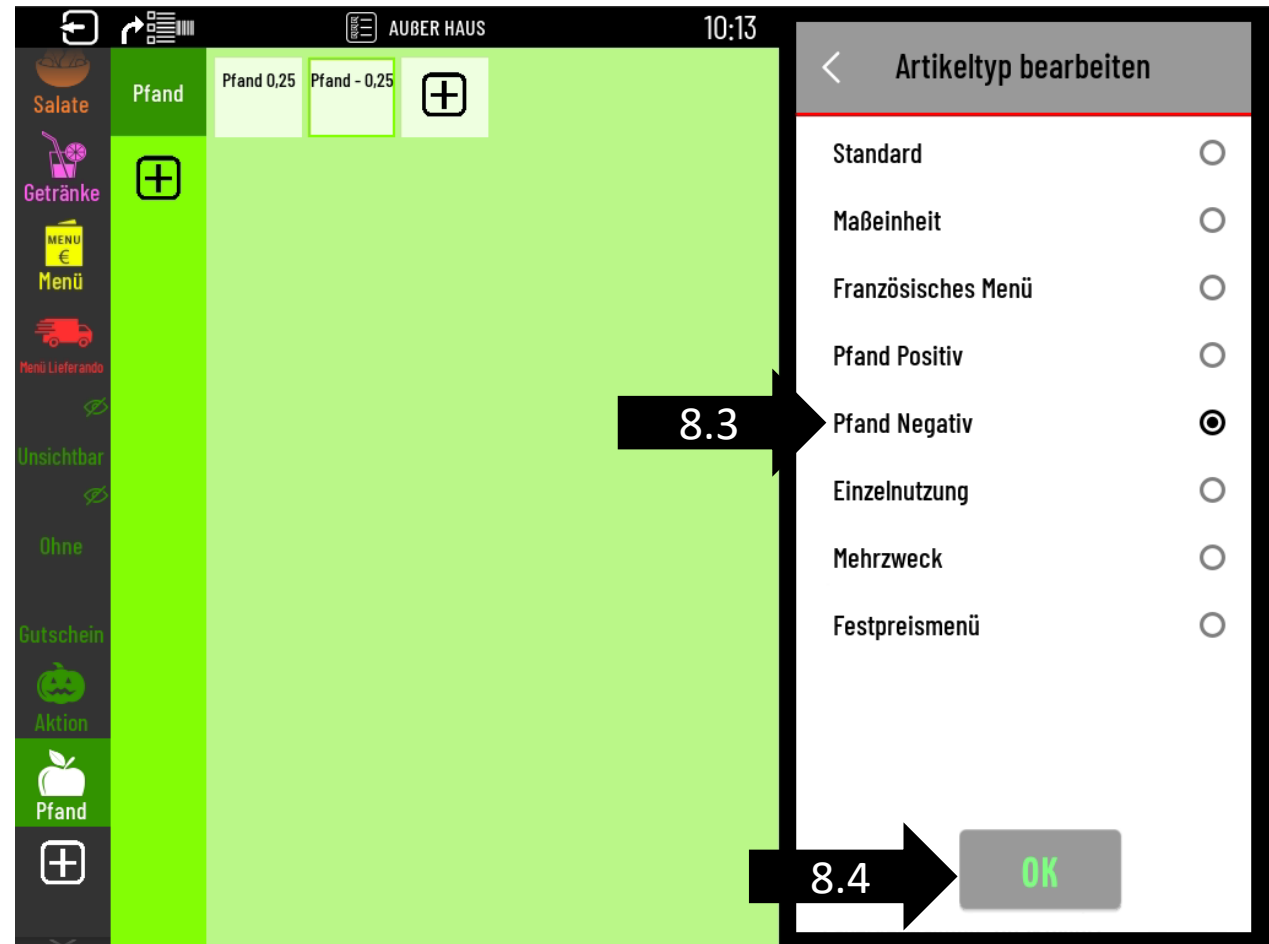 AUßER HAUS
10:13
Salate
Getränke
MENU
€
Menü
Menü Lieferando
Unsichtbar
Ohne
Gutschein
Aktion
Pfand
Pfand
Pfand 0,25
Pfand - 0,25
Artikeltyp bearbeiten
Standard
Maßeinheit
Französisches Menü
Pfand Positiv
8.3
Pfand Negativ
Einzelnutzung
Mehrzweck
Festpreismenü
8.4
OK